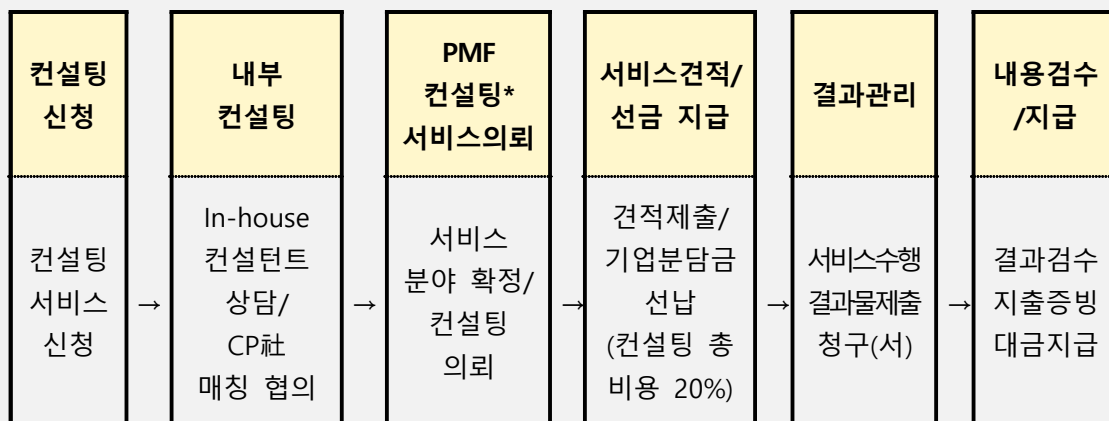 컨설팅
신청
내부
컨설팅
PMF
컨설팅*
서비스의뢰
서비스견적/
선금 지급
결과관리
내용검수
/지급
컨설팅
서비스
신청
→
In-house
컨설턴트
상담/
CP社
매칭 협의
→
서비스
분야 확정/
컨설팅
의뢰
→
견적제출/
기업분담금
선납
(컨설팅 총
비용 20%)
→
서비스수행
결과물제출
청구(서)
→
결과검수
지출증빙
대금지급